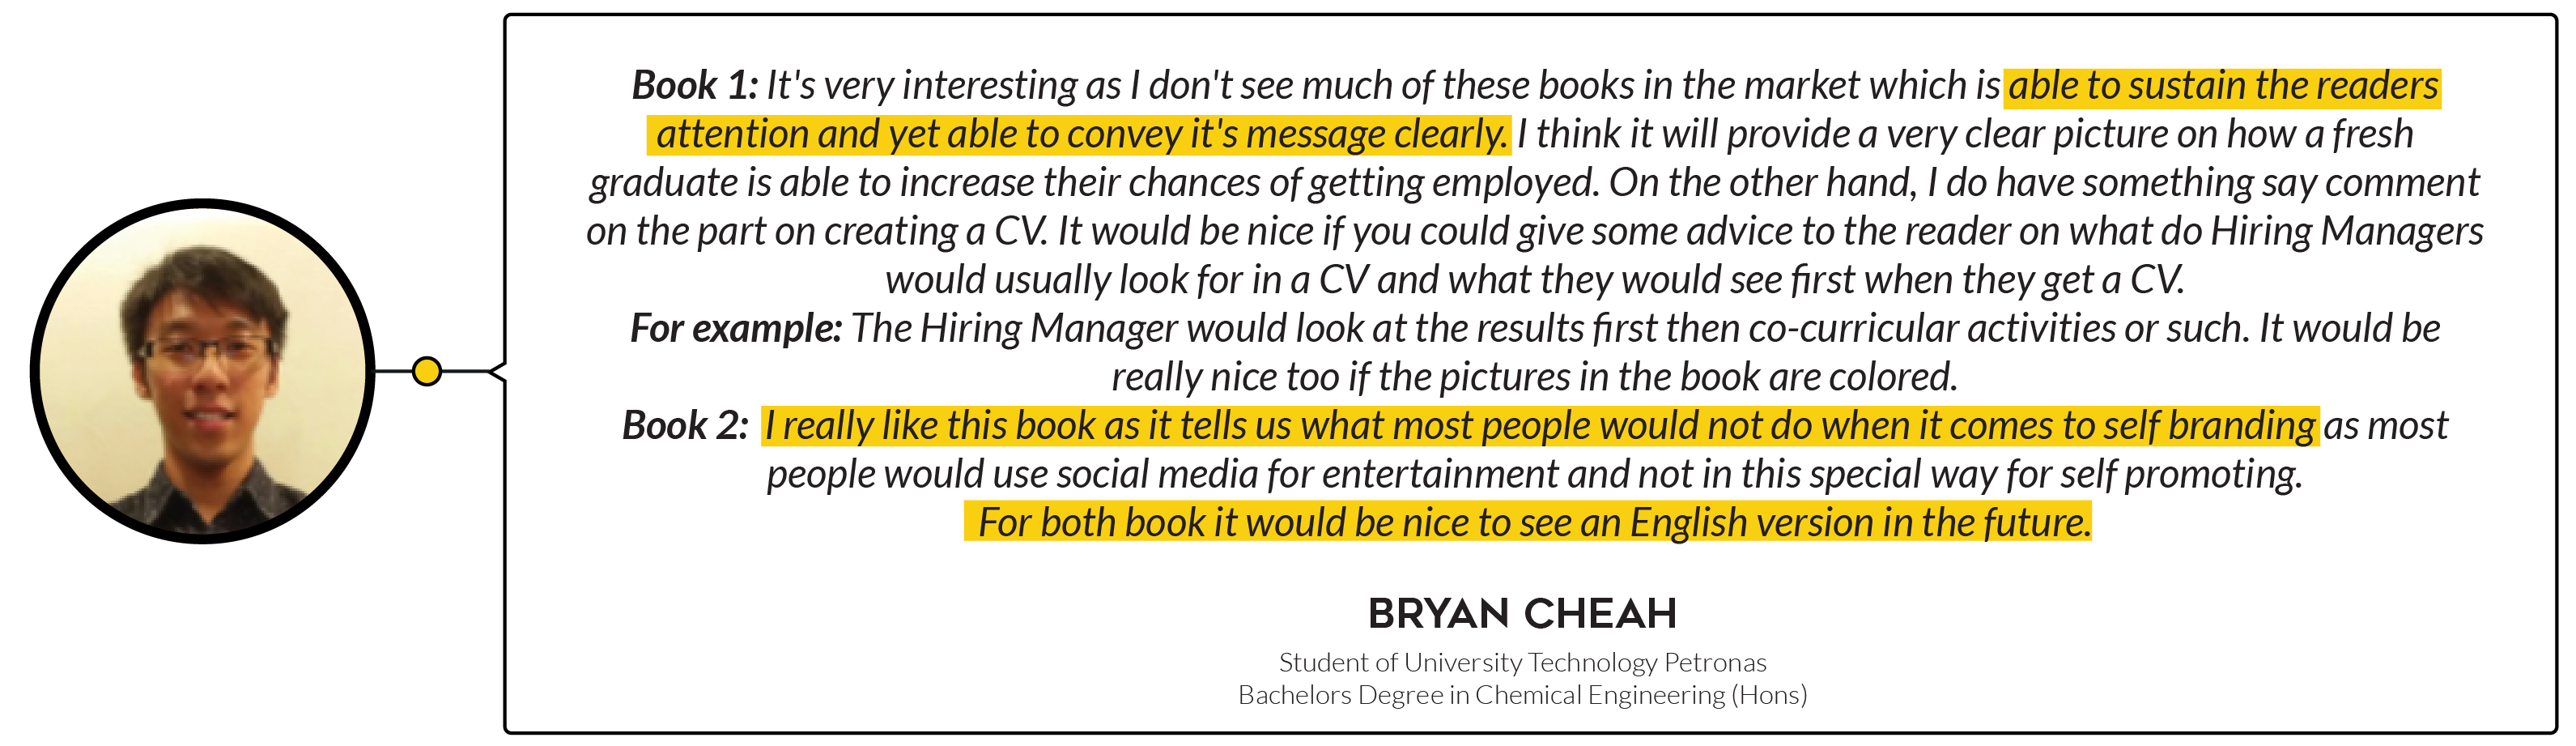 Book 1: It's very interesting as I don't see much of these books in the market which is able to sustain the readers
attention and yet able to convey it's message clearly. I think it will provide a very clear picture on how a fresh
graduate is able to increase their chances of getting employed. On the other hand, I do have something say comment
on the part on creating a CV. It would be nice if you could give some advice to the reader on what do Hiring Managers
would usually look for in a CV and what they would see first when they get a CV.
For example: The Hiring Manager would look at the results first then co-curricular activities or such. It would be
really nice too if the pictures in the book are colored.
Book 2: I really like this book as it tells us what most people would not do when it comes to self branding as most
people would use social media for entertainment and not in this special way for self promoting.
For both book it would be nice to see an English version in the future.
BRYAN CHEAH
Student of University Technology Petronas
Bachelors Degree in Chemical Engineering (Hons)